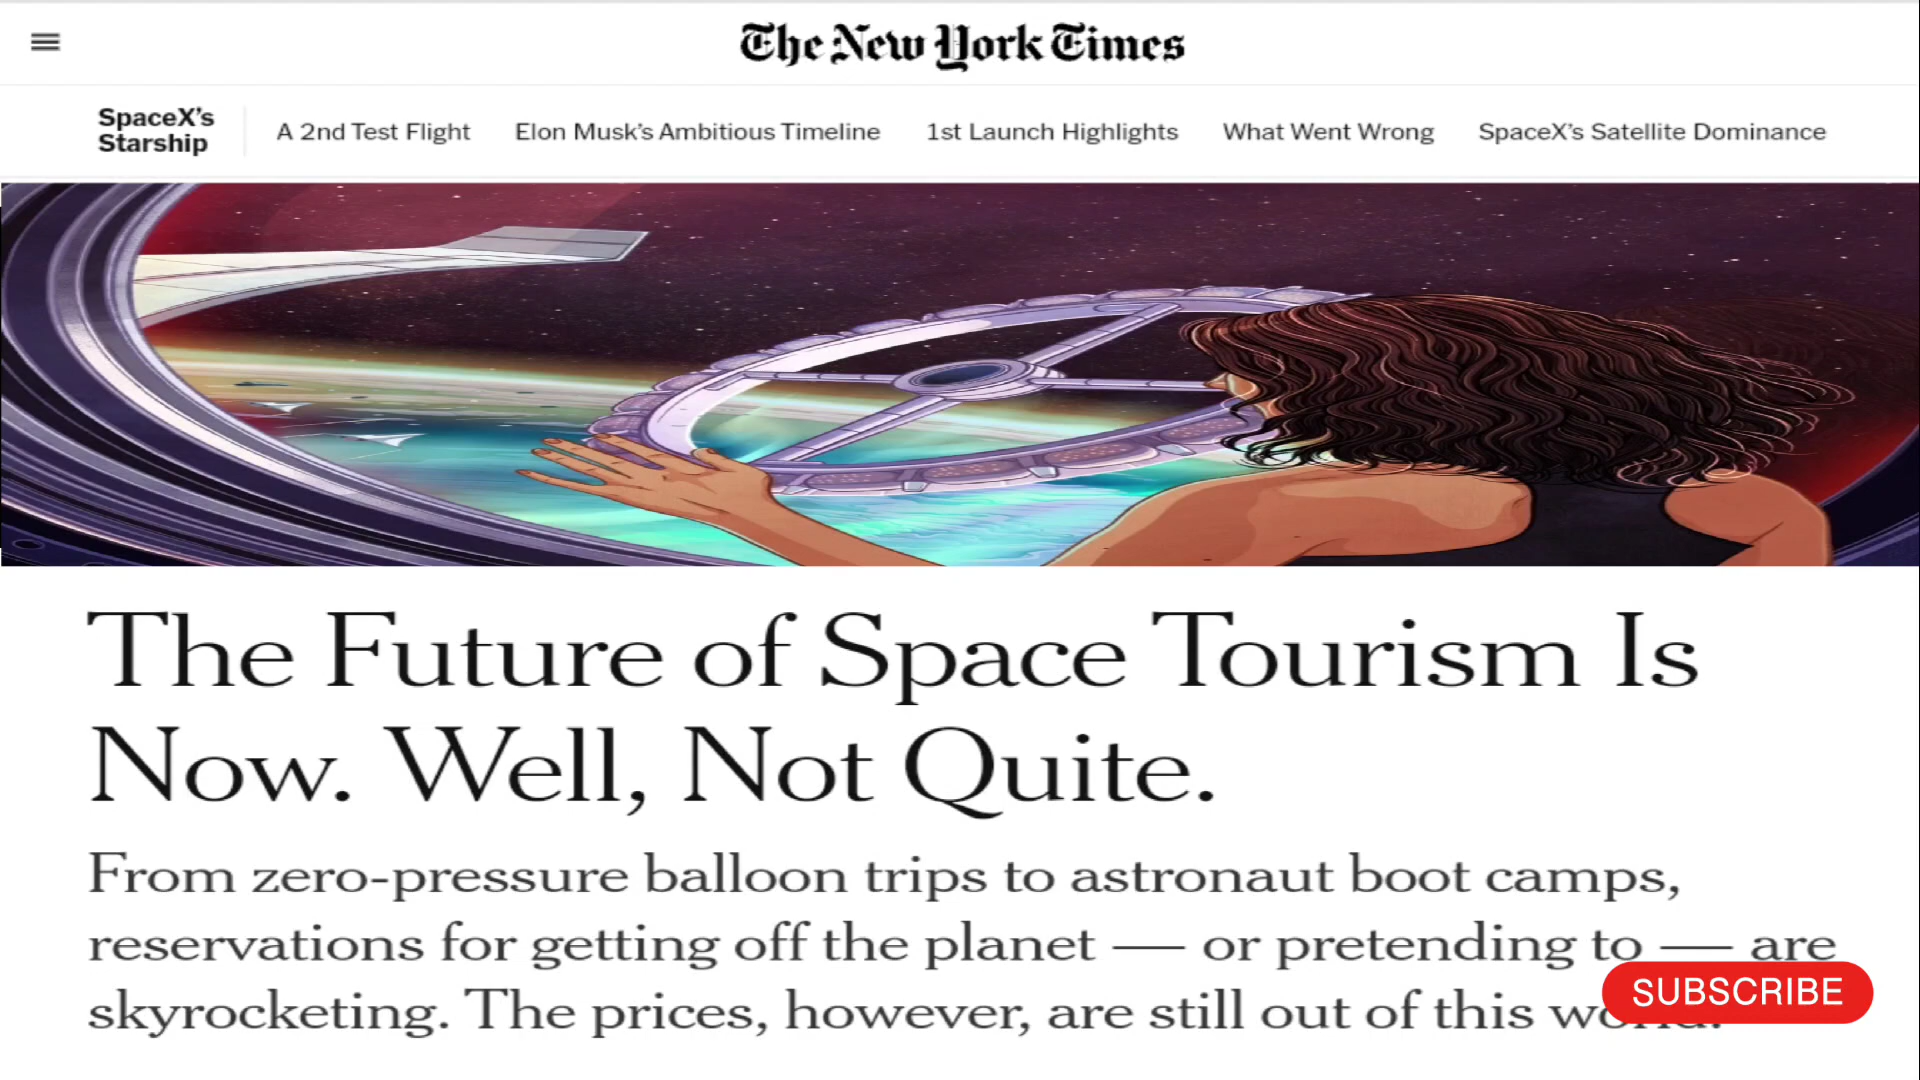 The New York Times
SpaceX's
Starship
A 2nd Test Flight
Elon Musk's Ambitious Timeline
1st Launch Highlights
What Went Wrong
SpaceX's Satellite Dominance
The Future of Space Tourism Is
Now. Well, Not Quite.
From zero-pressure balloon trips to astronaut boot camps,
reservations for getting off the planet — or pretending to — are
skyrocketing. The prices, however, are still out of this world.
SUBSCRIBE